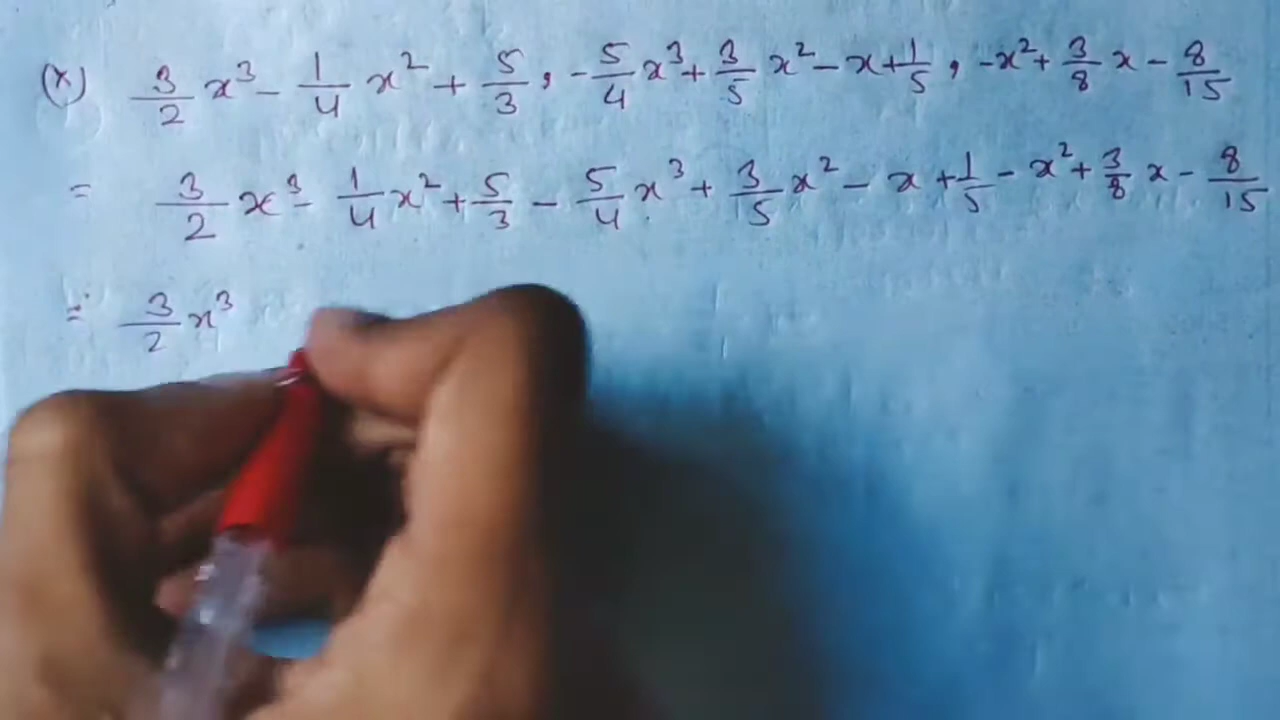 (x) 3/2 x³ - 1/4 x² + 5/3, -5/4 x³ + 3/5 x² - x + 1/5, -x² + 3/8 x - 8/15
= 3/2 x³ - 1/4 x² + 5/3 - 5/4 x³ + 3/5 x² - x + 1/5 - x² + 3/8 x - 8/15
= 3/2 x³